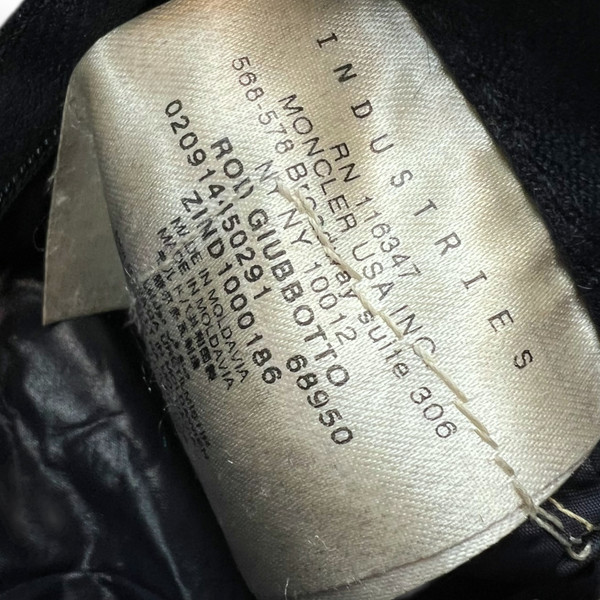 INDUSTRIES
RN 116347
MONCLER USA INC
568-578 Broadway suite 306
NY NY 10012
ROD GIUBBOTTO
020914150291 68950
ZIND1000186
MADE IN MOLDAVIA
MADE IN MOLDAVIA